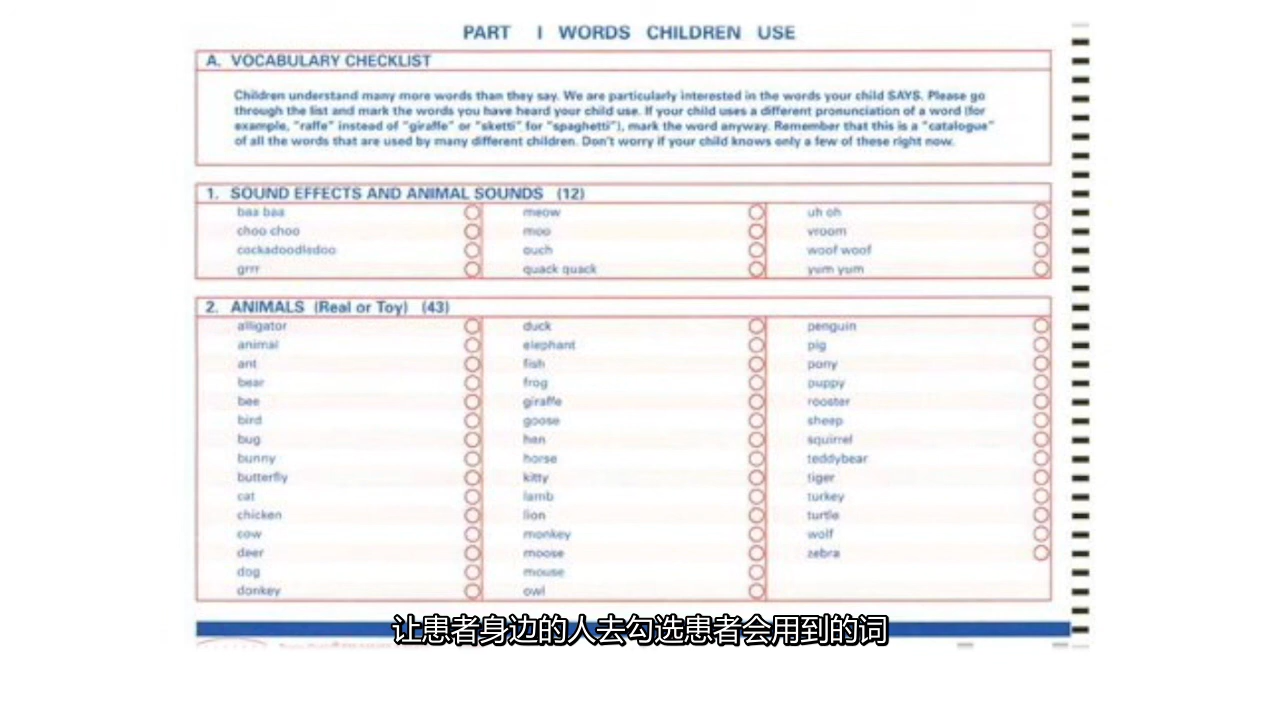 PART I WORDS CHILDREN USE
A. VOCABULARY CHECKLIST
Children understand many more words than they say. We are particularly interested in the words your child SAYS. Please go
through the list and mark the words you have heard your child use. If your child uses a different pronunciation of a word (for
example, "raffe" instead of "giraffe" or "sketti" for "spaghetti"), mark the word anyway. Remember that this is a "catalogue"
of all the words that are used by many different children. Don't worry if your child knows only a few of these right now.
1. SOUND EFFECTS AND ANIMAL SOUNDS (12)
baa baa meow uh oh
choo choo moo vroom
cockadoodledoo ouch woof woof
grrr quack quack yum yum
2. ANIMALS (Real or Toy) (43)
alligator duck penguin
animal elephant pig
ant fish pony
bear frog puppy
bee giraffe rooster
bird goose sheep
bug hen squirrel
bunny horse teddybear
butterfly kitty tiger
cat lamb turkey
chicken lion turtle
cow monkey wolf
deer moose zebra
dog mouse
donkey owl
让患者身边的人去勾选患者会用到的词